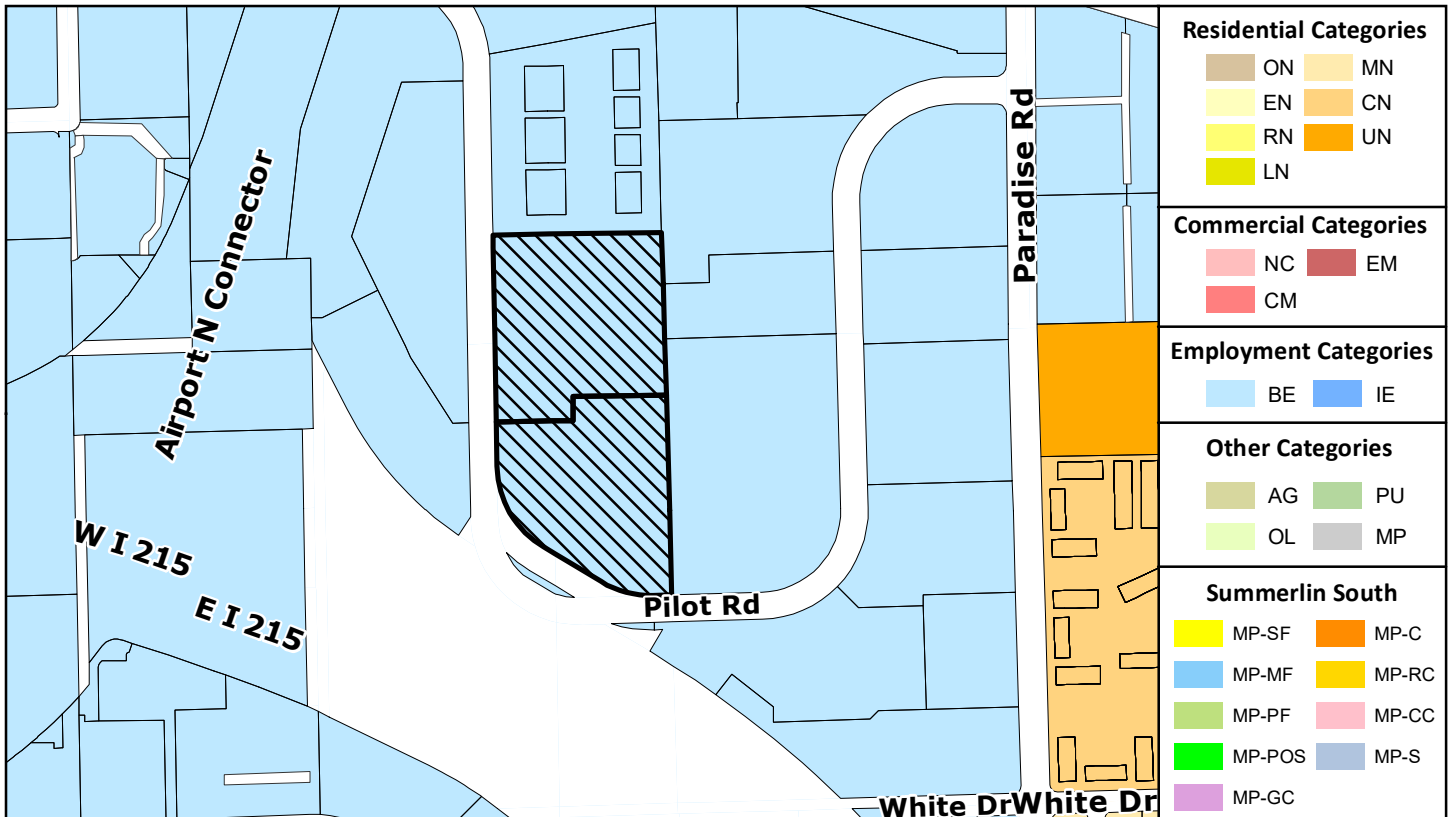 Airport N Connector
Paradise Rd
W I 215
E I 215
Pilot Rd
White Dr
White Dr
Residential Categories
ON MN
EN CN
RN UN
LN
Commercial Categories
NC EM
CM
Employment Categories
BE IE
Other Categories
AG PU
OL MP
Summerlin South
MP-SF MP-C
MP-MF MP-RC
MP-PF MP-CC
MP-POS MP-S
MP-GC